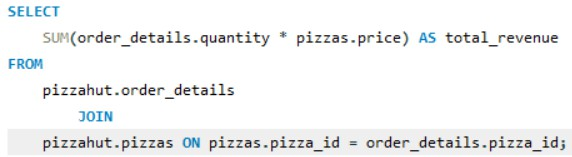 SELECT
SUM(order_details.quantity * pizzas.price) AS total_revenue
FROM
pizzahut.order_details
JOIN
pizzahut.pizzas ON pizzas.pizza_id = order_details.pizza_id;